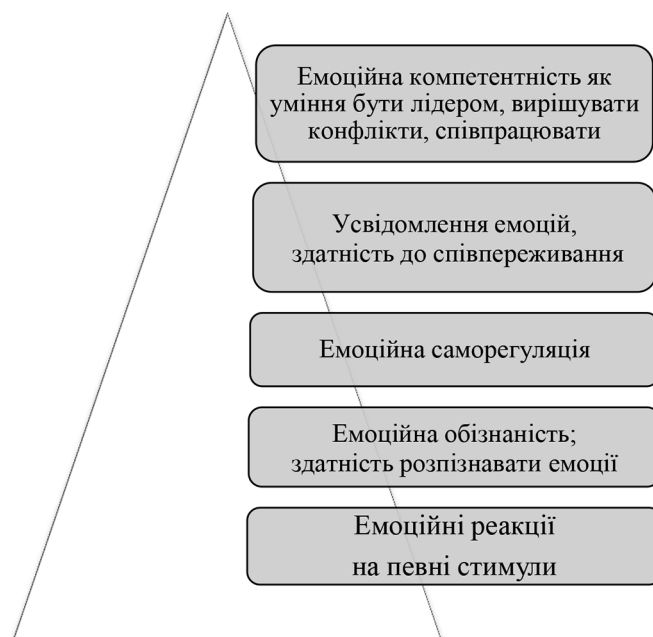 Емоційна компетентність як
уміння бути лідером, вирішувати
конфлікти, співпрацювати
Усвідомлення емоцій,
здатність до співпереживання
Емоційна саморегуляція
Емоційна обізнаність;
здатність розпізнавати емоції
Емоційні реакції
на певні стимули